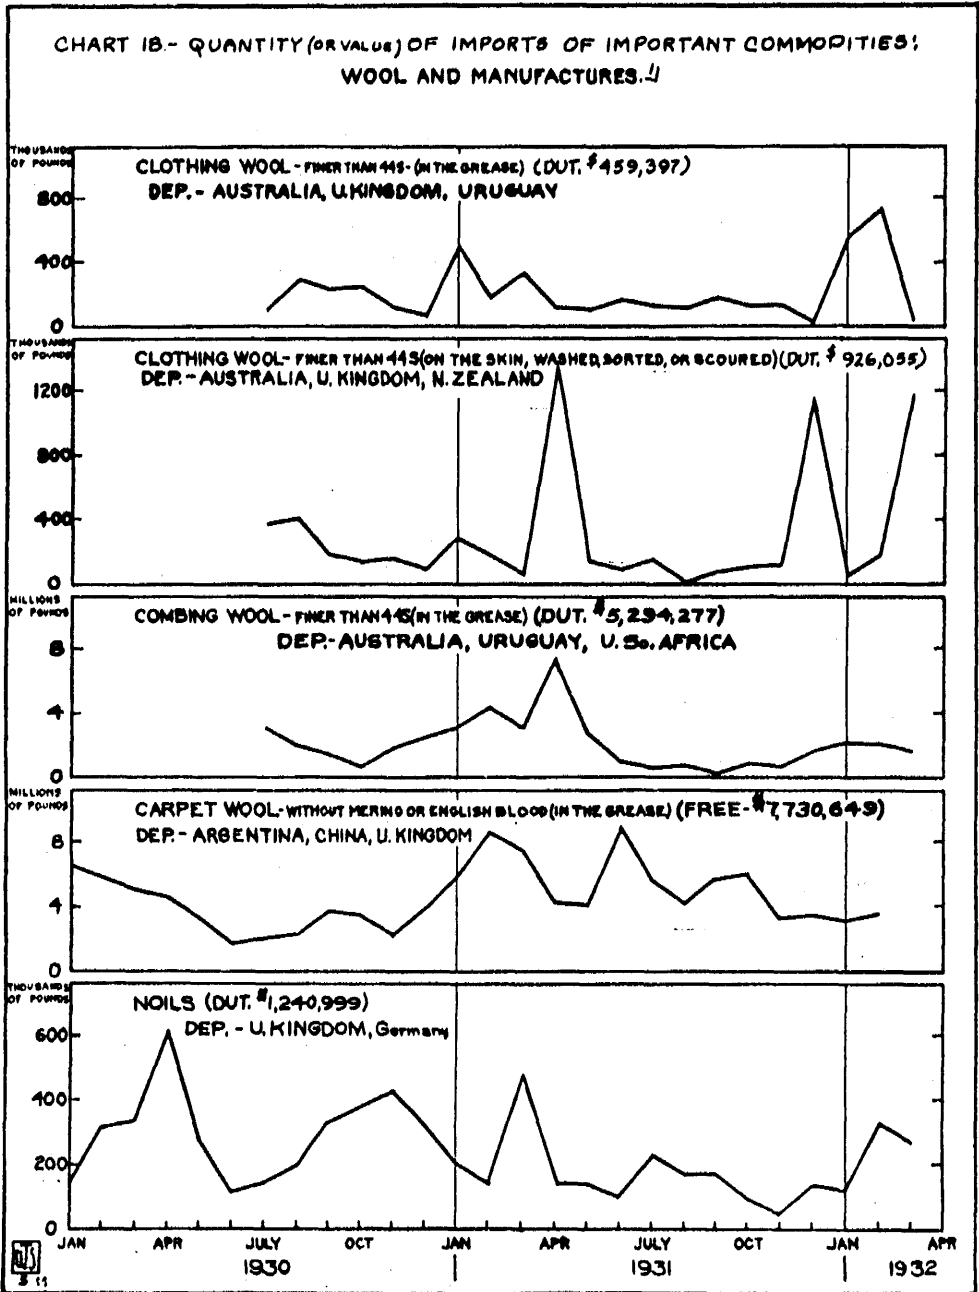 CHART 18.- QUANTITY (OR VALUE) OF IMPORTS OF IMPORTANT COMMODITIES:
WOOL AND MANUFACTURES. 1/
THOUSANDS
OF POUNDS
CLOTHING WOOL - FINER THAN 44S - (IN THE GREASE) (DUT. $459,397)
DEP. - AUSTRALIA, U.KINGDOM, URUGUAY
800
400
0
THOUSANDS
OF POUNDS
CLOTHING WOOL - FINER THAN 44S (ON THE SKIN, WASHED, SORTED, OR SCOURED) (DUT. $926,055)
DEP. - AUSTRALIA, U. KINGDOM, N. ZEALAND
1200
800
400
0
MILLIONS
OF POUNDS
COMBING WOOL - FINER THAN 44S (IN THE GREASE) (DUT. $5,294,277)
DEP.- AUSTRALIA, URUGUAY, U. So. AFRICA
8
4
0
MILLIONS
OF POUNDS
CARPET WOOL - WITHOUT MERINO OR ENGLISH BLOOD (IN THE GREASE) (FREE - $7,730,649)
DEP. - ARGENTINA, CHINA, U. KINGDOM
8
4
0
THOUSANDS
OF POUNDS
NOILS (DUT. $1,240,999)
DEP. - U. KINGDOM, Germany
600
400
200
0
JAN APR JULY OCT JAN APR JULY OCT JAN APR
1930 1931 1932